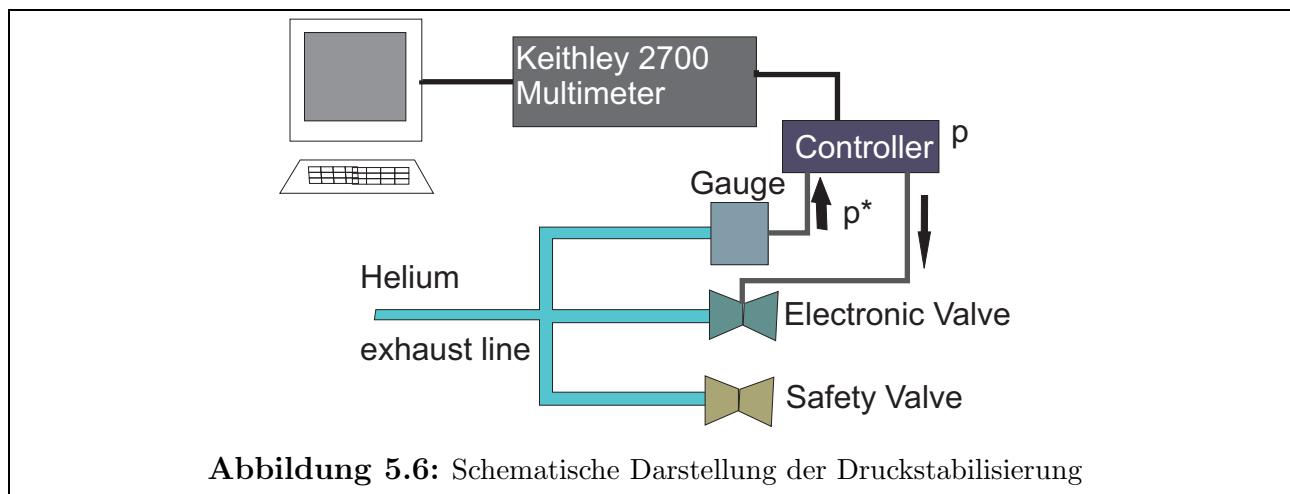 Keithley 2700
Multimeter
Controller
p
Gauge
p*
Helium
exhaust line
Electronic Valve
Safety Valve
Abbildung 5.6: Schematische Darstellung der Druckstabilisierung